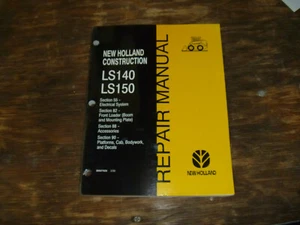 NEW HOLLAND
CONSTRUCTION
LS140
LS150
Section 55 -
Electrical System
Section 82 -
Front Loader (Boom
and Mounting Plate)
Section 88 -
Accessories
Section 90 -
Platforms, Cab, Bodywork,
and Decals
REPAIR MANUAL
NEW HOLLAND